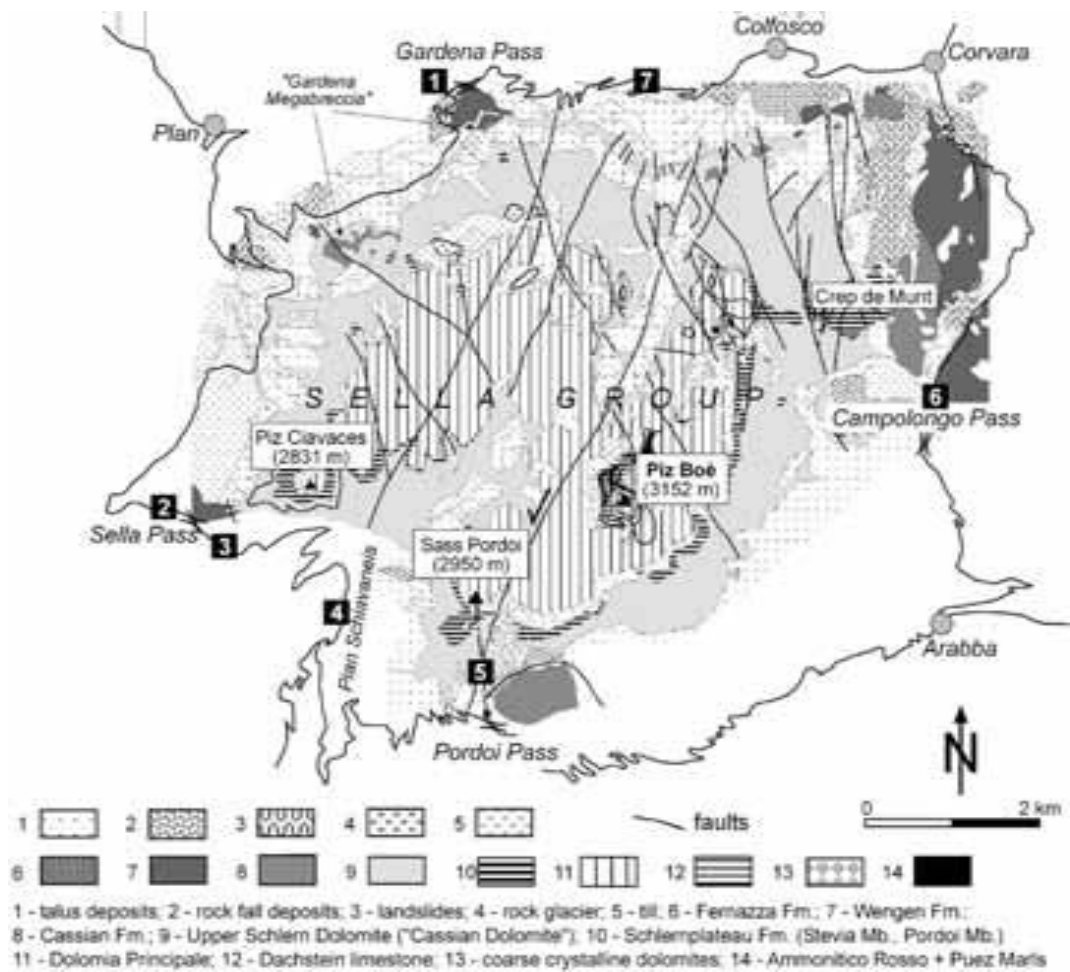 Colfosco
Gardena Pass
Corvara
1
7
"Gardena
Megabreccia"
Plan
Crep de Munt
SELLA GROUP
6
Campolongo Pass
Piz Ciavaces
(2831 m)
Piz Boè
(3152 m)
2
Sella Pass
3
Sass Pordoi
(2950 m)
4
Pian Schiavaneis
5
Arabba
Pordoi Pass
N
0 2 km
1 2 3 4 5 faults
6 7 8 9 10 11 12 13 14
1 - talus deposits; 2 - rock fall deposits; 3 - landslides; 4 - rock glacier; 5 - till; 6 - Fernazza Fm.; 7 - Wengen Fm.;
8 - Cassian Fm.; 9 - Upper Schlern Dolomite ("Cassian Dolomite"); 10 - Schlernplateau Fm. (Stevia Mb., Pordoi Mb.)
11 - Dolomia Principale; 12 - Dachstein limestone; 13 - coarse crystalline dolomites; 14 - Ammonitico Rosso + Puez Marls